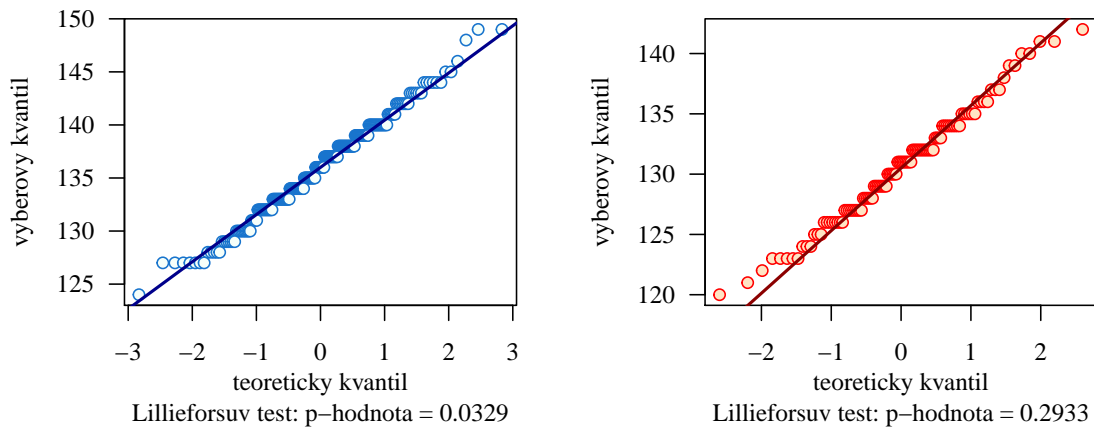 150
145
140
135
130
125
vyberovy kvantil
−3 −2 −1 0 1 2 3
teoreticky kvantil
Lillieforsuv test: p−hodnota = 0.0329
140
135
130
125
120
vyberovy kvantil
−2 −1 0 1 2
teoreticky kvantil
Lillieforsuv test: p−hodnota = 0.2933